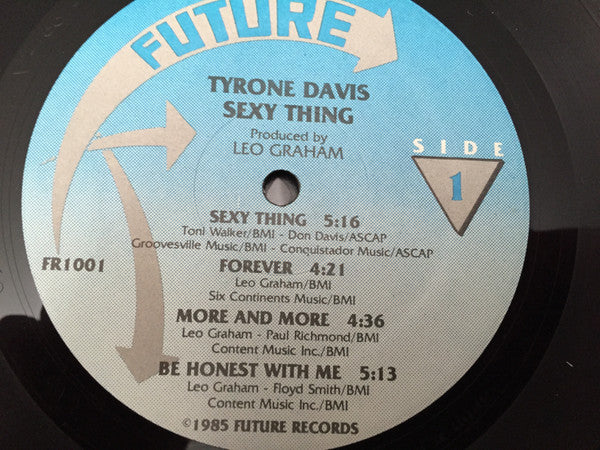 FUTURE
TYRONE DAVIS
SEXY THING
Produced by
LEO GRAHAM
SIDE
1
SEXY THING 5:16
Toni Walker/BMI - Don Davis/ASCAP
Groovesville Music/BMI - Conquistador Music/ASCAP
FR1001
FOREVER 4:21
Leo Graham/BMI
Six Continents Music/BMI
MORE AND MORE 4:36
Leo Graham - Paul Richmond/BMI
Content Music Inc./BMI
BE HONEST WITH ME 5:13
Leo Graham - Floyd Smith/BMI
Content Music Inc./BMI
©1985 FUTURE RECORDS